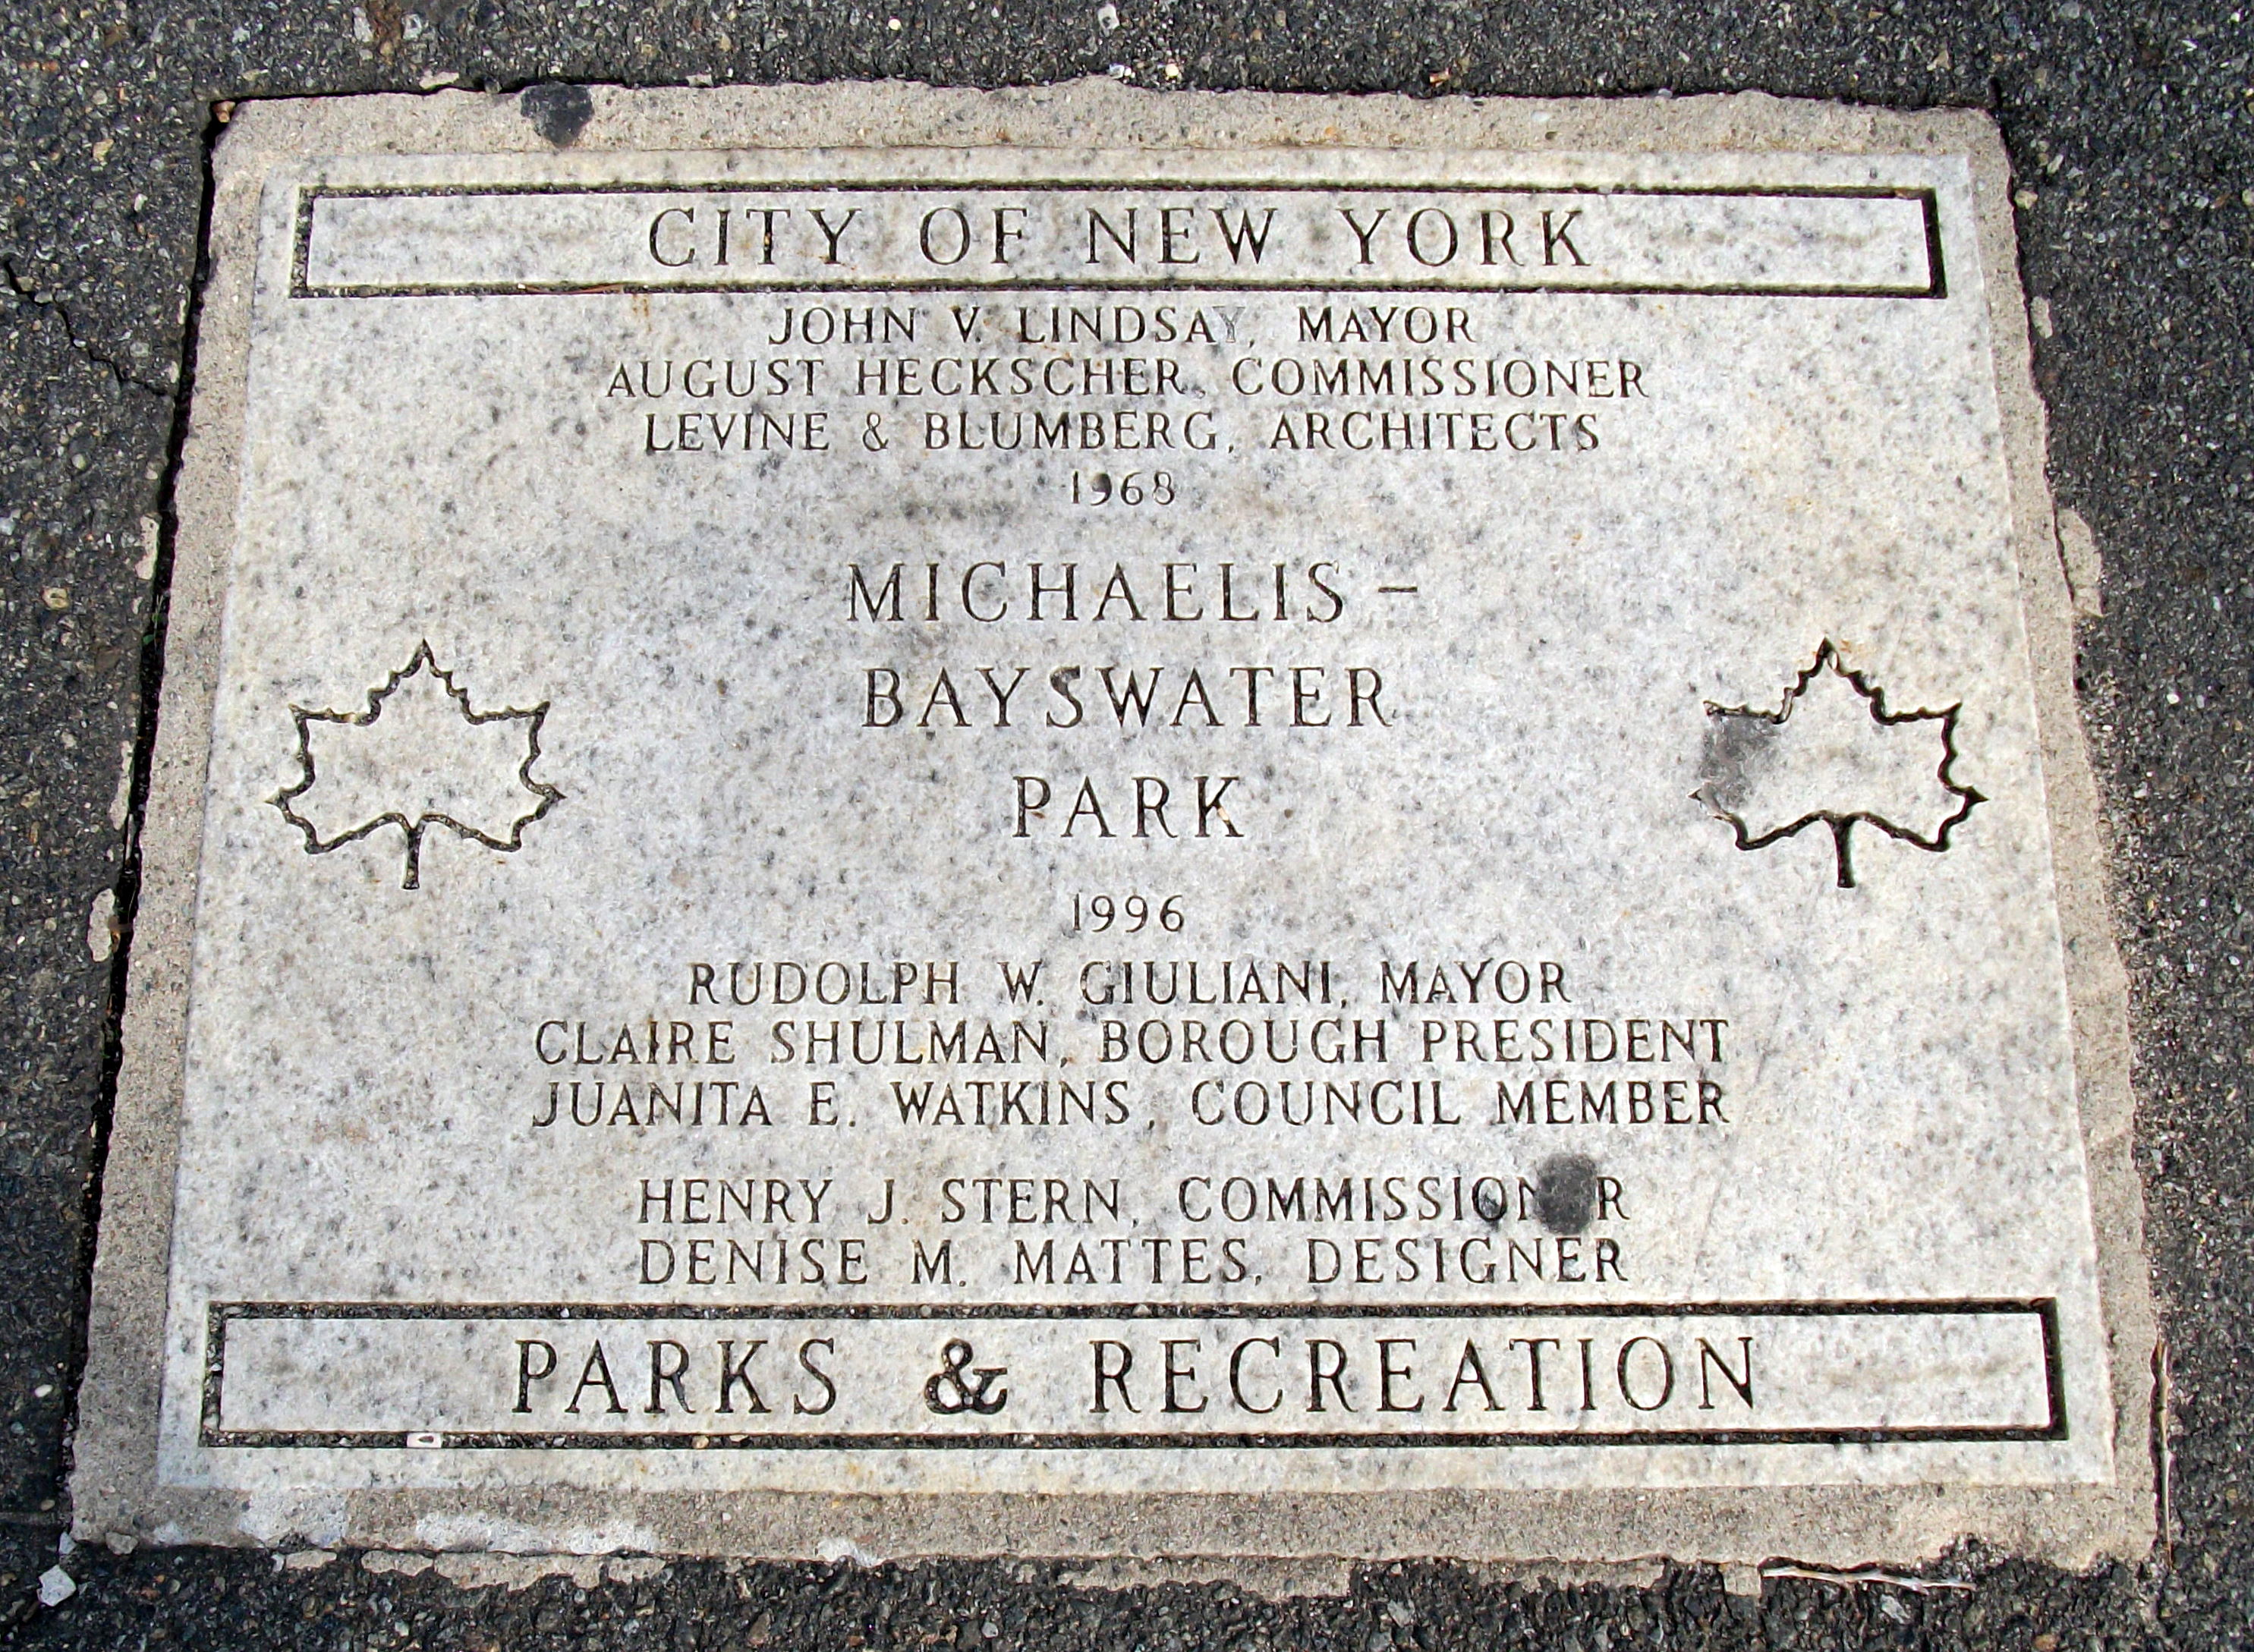 CITY OF NEW YORK
JOHN V. LINDSAY, MAYOR
AUGUST HECKSCHER, COMMISSIONER
LEVINE & BLUMBERG, ARCHITECTS
1968
MICHAELIS –
BAYSWATER
PARK
1996
RUDOLPH W. GIULIANI, MAYOR
CLAIRE SHULMAN, BOROUGH PRESIDENT
JUANITA E. WATKINS, COUNCIL MEMBER
HENRY J. STERN, COMMISSIONER
DENISE M. MATTES, DESIGNER
PARKS & RECREATION